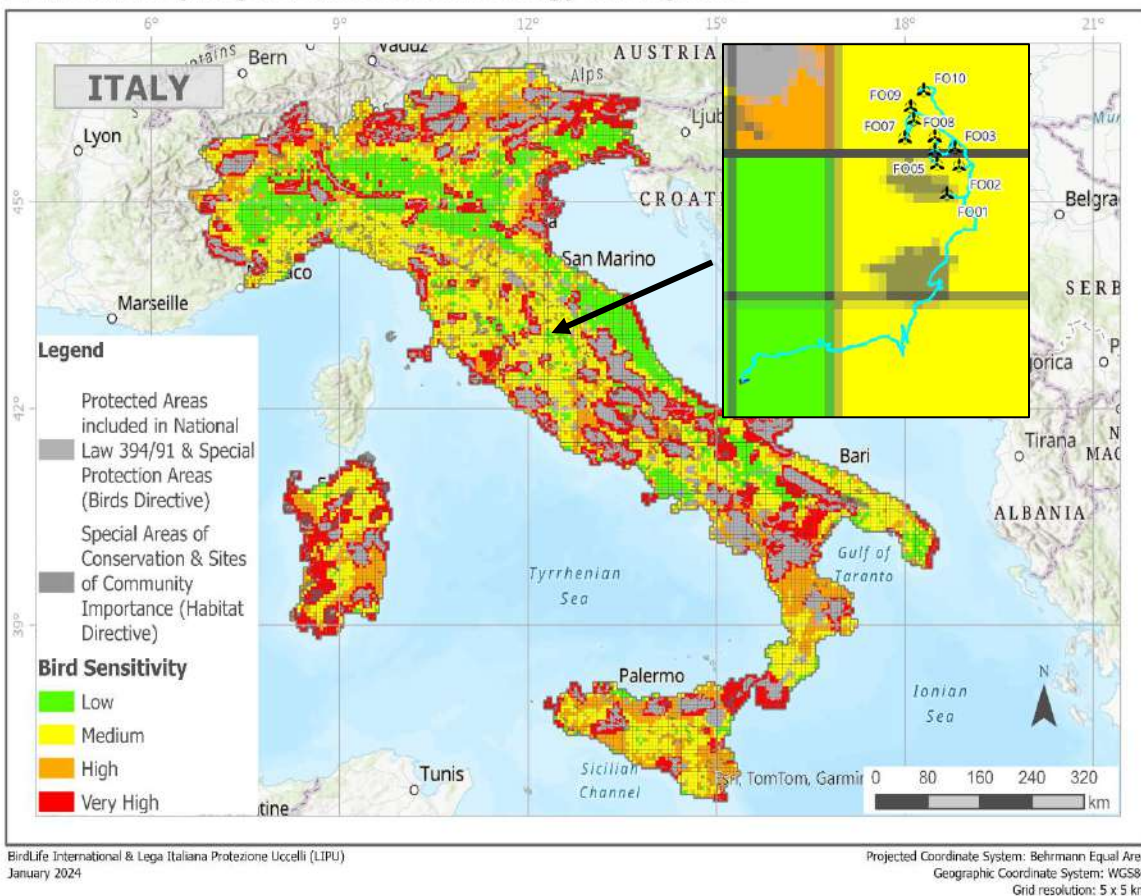 6°
9°
12°
15°
18°
21°
ITALY
Bern
Vaduz
AUSTRIA
Alps
Lyon
45°
Marseille
San Marino
CROAT
Belgra
SERB
FO10
FO09
FO08
FO07
FO03
FO05
FO02
FO01
Legend
Protected Areas
included in National
Law 394/91 & Special
Protection Areas
(Birds Directive)
Special Areas of
Conservation & Sites
of Community
Importance (Habitat
Directive)
Bird Sensitivity
Low
Medium
High
Very High
42°
39°
Bari
Tirana
ALBANIA
Gulf of
Taranto
Tyrrhenian
Sea
Palermo
Ionian
Sea
Sicilian
Channel
Tunis
N
TomTom, Garmin
0 80 160 240 320
km
BirdLife International & Lega Italiana Protezione Uccelli (LIPU)
January 2024
Projected Coordinate System: Behrmann Equal Are
Geographic Coordinate System: WGS8
Grid resolution: 5 x 5 km